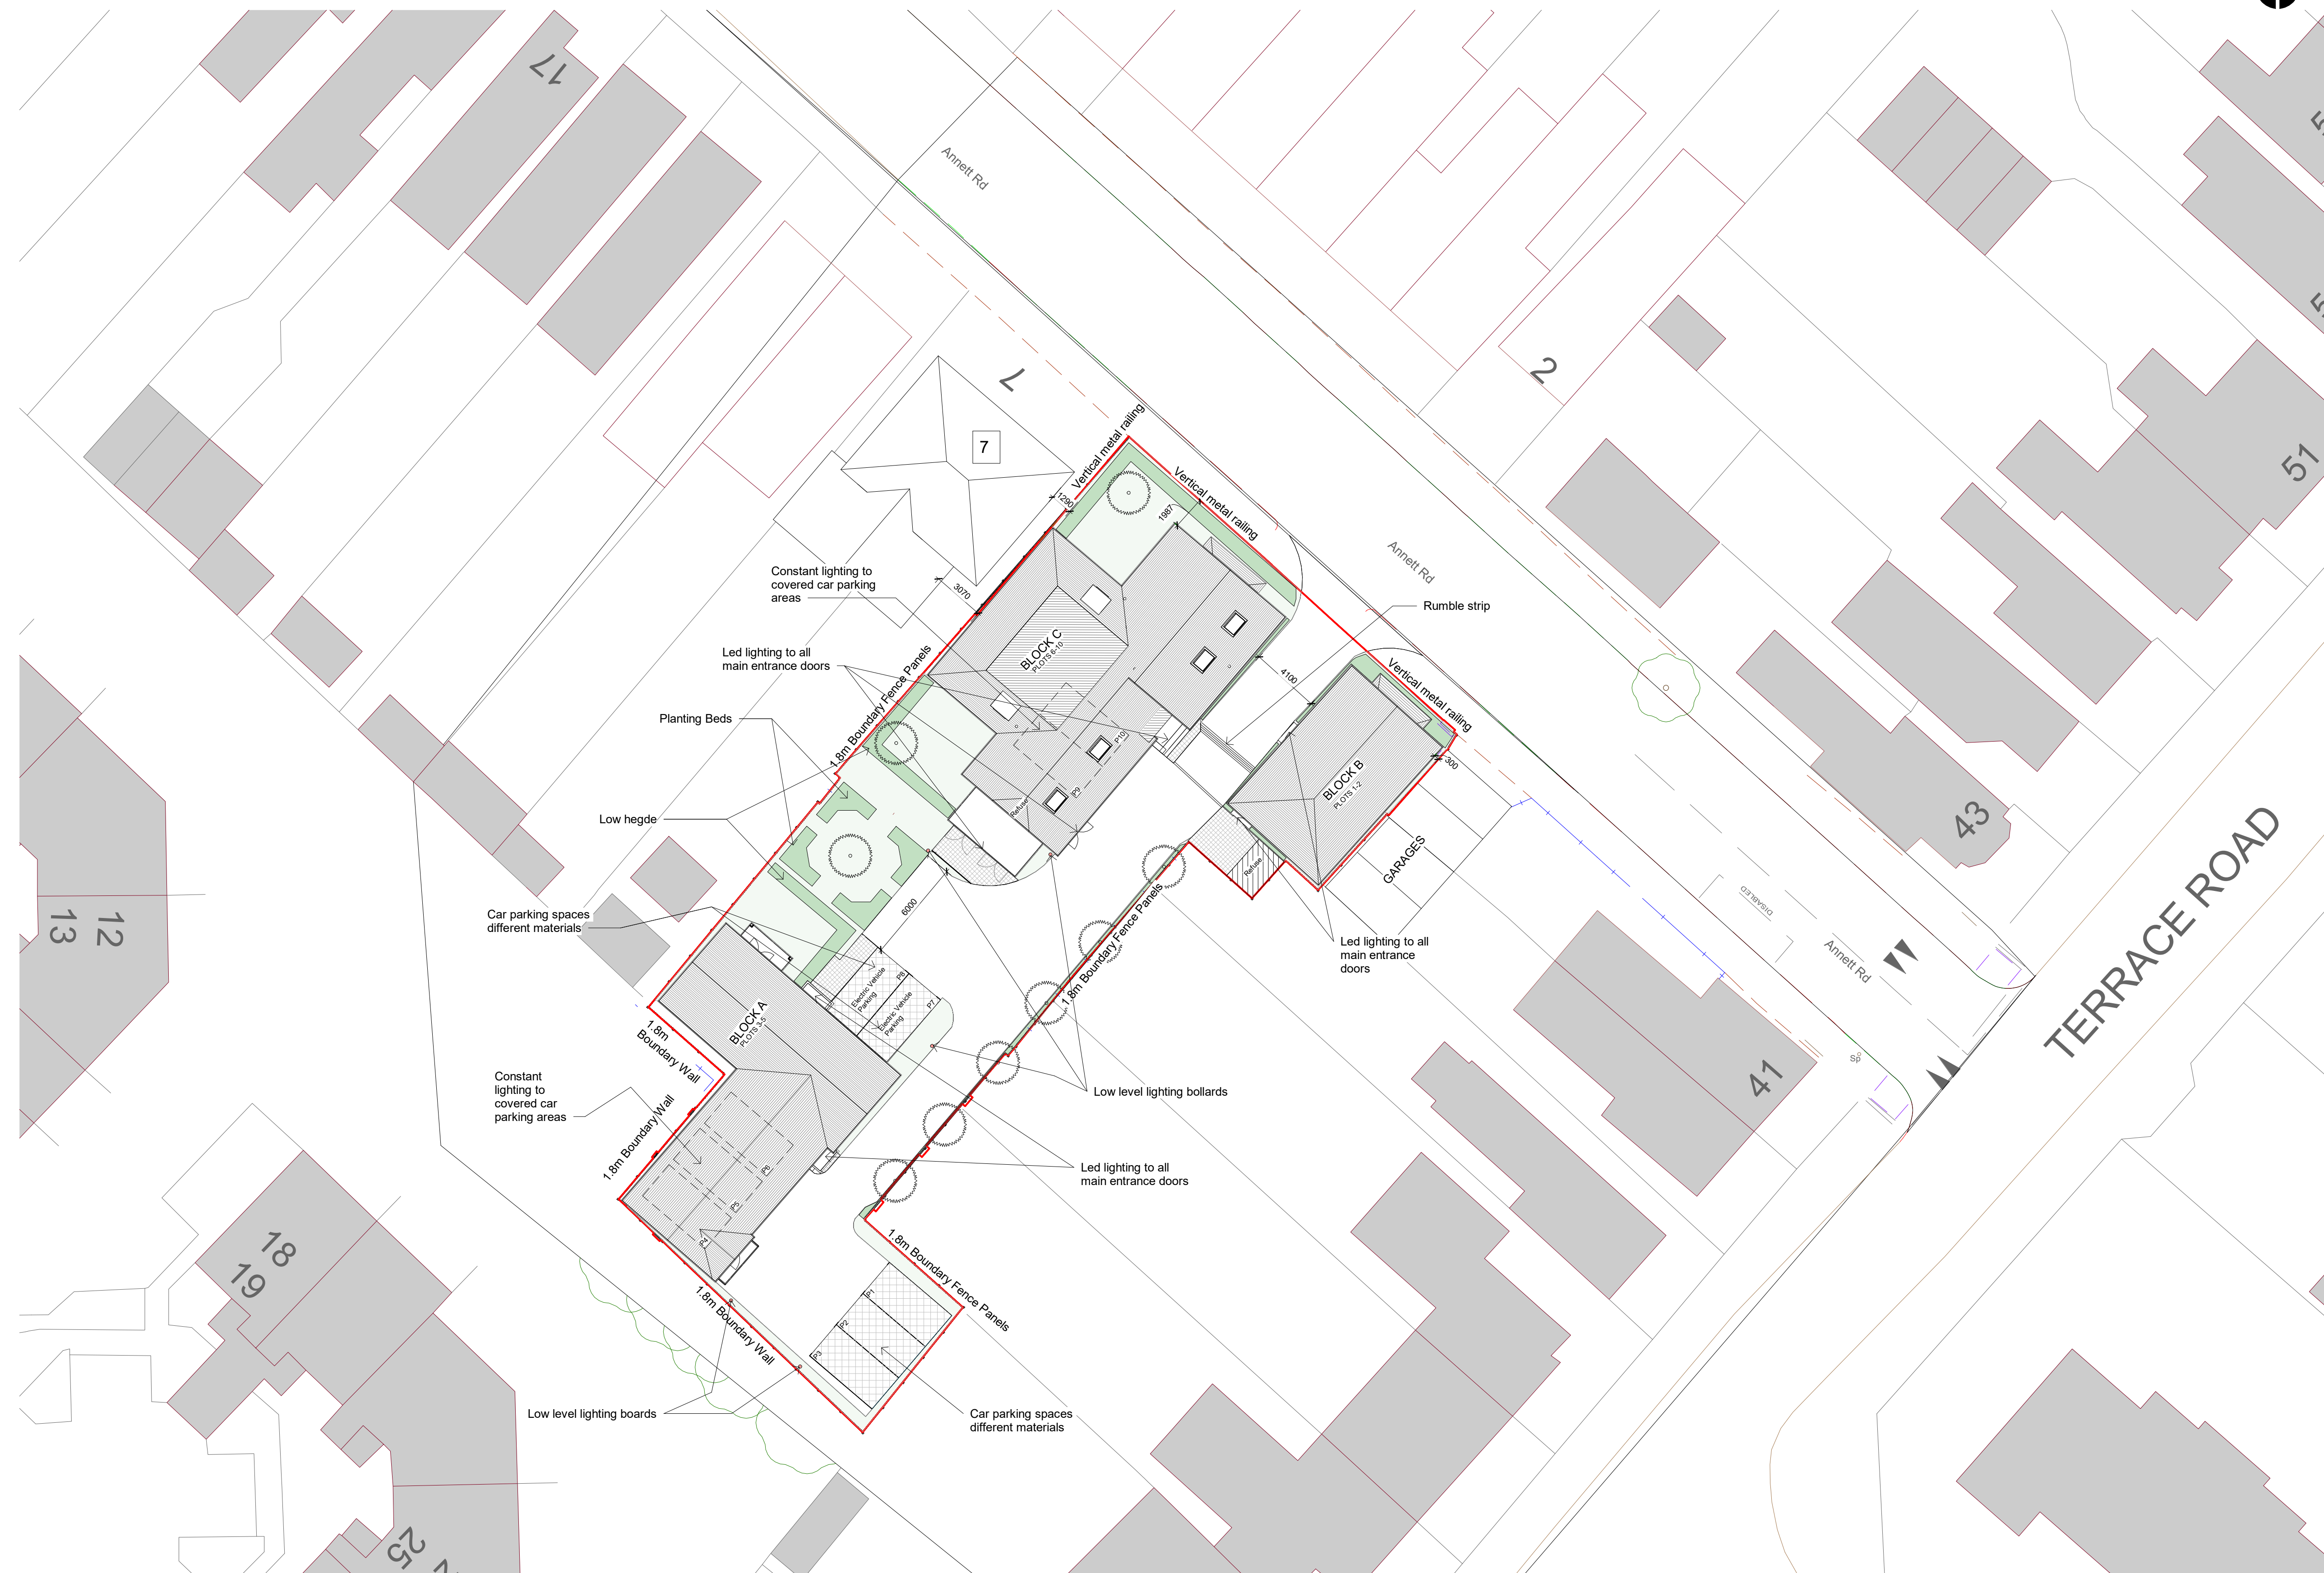 17
Annett Rd
7
2
7
51
Vertical metal railing
Vertical metal railing
1290
1987
Annett Rd
Constant lighting to
covered car parking
areas
3070
Rumble strip
BLOCK C
PLOTS 6-10
Led lighting to all
main entrance doors
4100
Vertical metal railing
1.8m Boundary Fence Panels
Planting Beds
P10
P9
Refuse
300
BLOCK B
PLOTS 1-2
Low hegde
GARAGES
43
TERRACE ROAD
Refuse
DISABLED
Annett Rd
6000
Car parking spaces
different materials
13
12
Led lighting to all
main entrance
doors
1.8m Boundary Fence Panels
Electric Vehicle
Parking
P8
Electric Vehicle
Parking
P7
BLOCK A
PLOTS 3-5
1.8m
Boundary Wall
Sp
41
Constant
lighting to
covered car
parking areas
Low level lighting bollards
1.8m Boundary Wall
P6
P5
P4
Led lighting to all
main entrance doors
18
19
1.8m Boundary Fence Panels
P1
P2
P3
1.8m Boundary Wall
Low level lighting boards
Car parking spaces
different materials
25